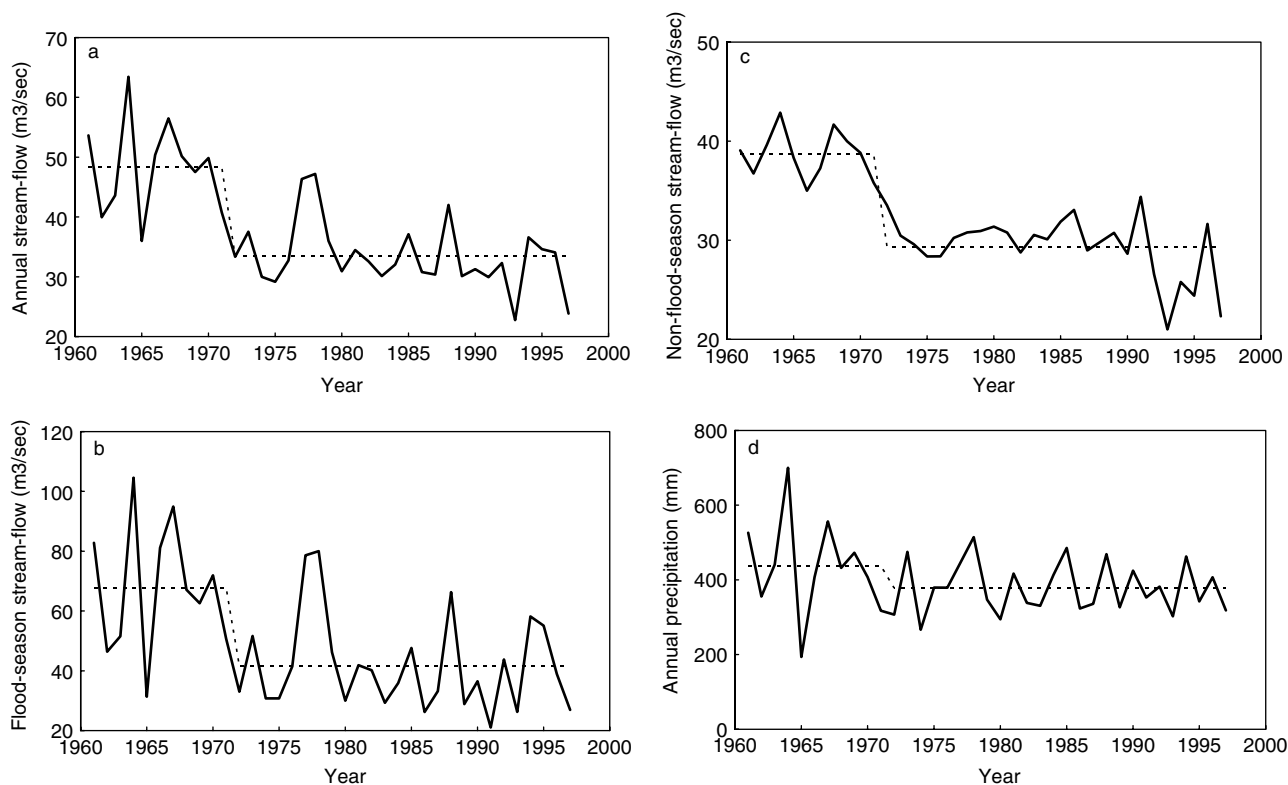 a
Annual stream-flow (m3/sec)
70
60
50
40
30
20
1960 1965 1970 1975 1980 1985 1990 1995 2000
Year
c
Non-flood-season stream-flow (m3/sec)
50
40
30
20
1960 1965 1970 1975 1980 1985 1990 1995 2000
Year
b
Flood-season stream-flow (m3/sec)
120
100
80
60
40
20
1960 1965 1970 1975 1980 1985 1990 1995 2000
Year
d
Annual precipitation (mm)
800
600
400
200
0
1960 1965 1970 1975 1980 1985 1990 1995 2000
Year